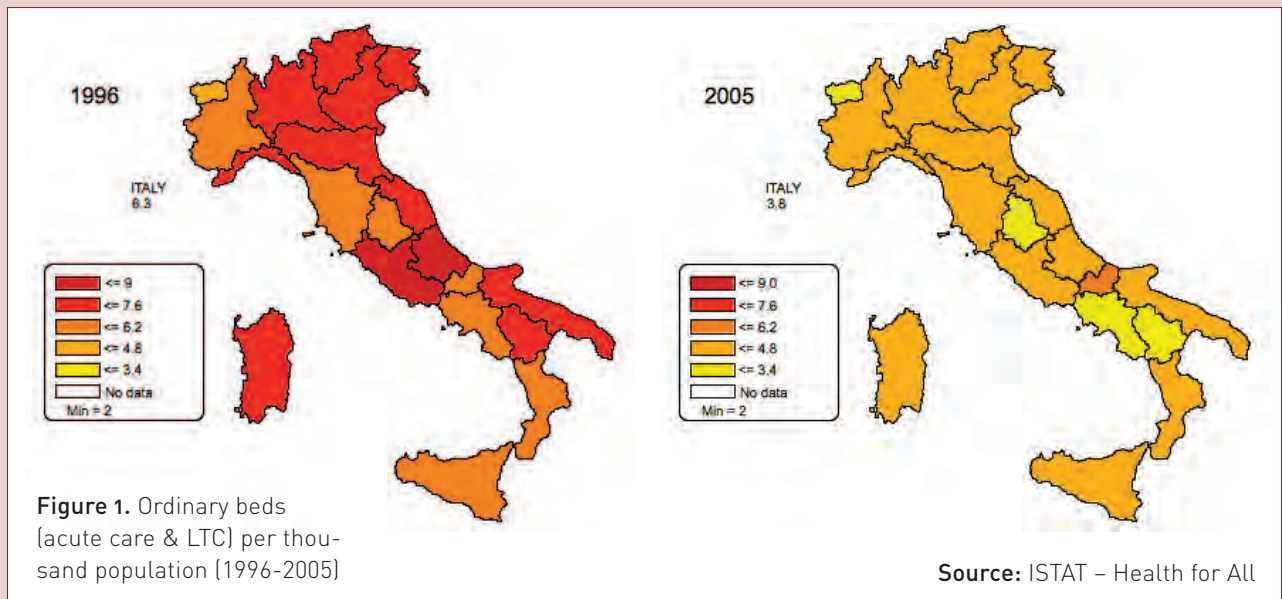 1996
ITALY
6.3
<= 9
<= 7.6
<= 6.2
<= 4.8
<= 3.4
No data
Min = 2
Figure 1. Ordinary beds
(acute care & LTC) per thou-
sand population (1996-2005)
2005
ITALY
3.8
<= 9.0
<= 7.6
<= 6.2
<= 4.8
<= 3.4
No data
Min = 2
Source: ISTAT – Health for All